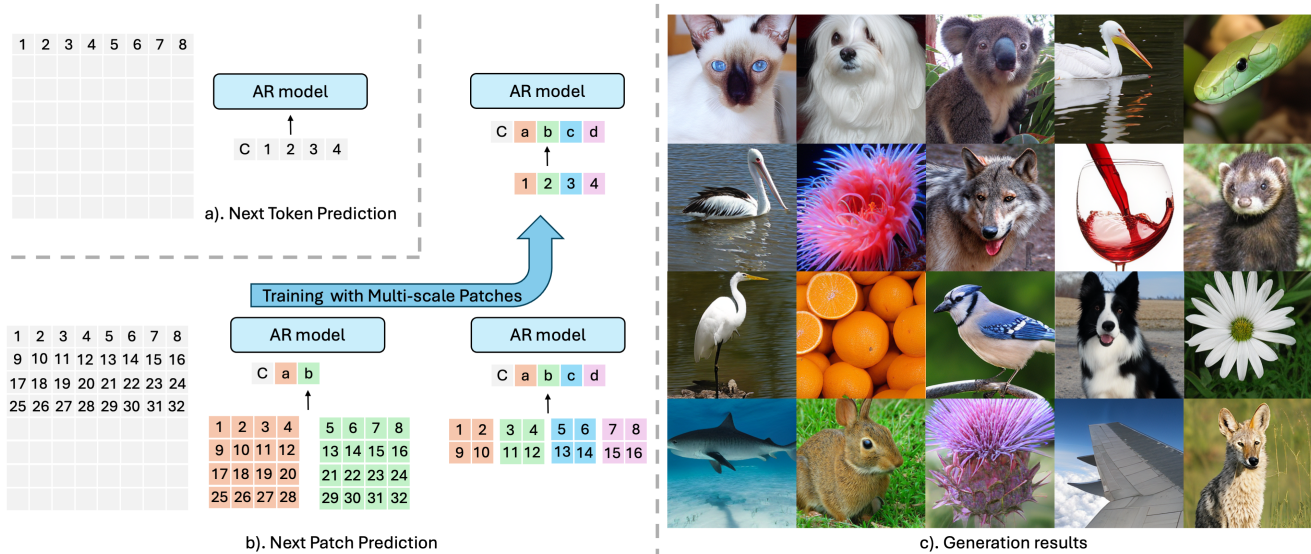 1 2 3 4 5 6 7 8
AR model
C 1 2 3 4
a). Next Token Prediction
AR model
C a b c d
1 2 3 4
Training with Multi-scale Patches
1 2 3 4 5 6 7 8
9 10 11 12 13 14 15 16
17 18 19 20 21 22 23 24
25 26 27 28 29 30 31 32
AR model
C a b
1 2 3 4
9 10 11 12
17 18 19 20
25 26 27 28
5 6 7 8
13 14 15 16
21 22 23 24
29 30 31 32
AR model
C a b c d
1 2
9 10
3 4
11 12
5 6
13 14
7 8
15 16
b). Next Patch Prediction
c). Generation results